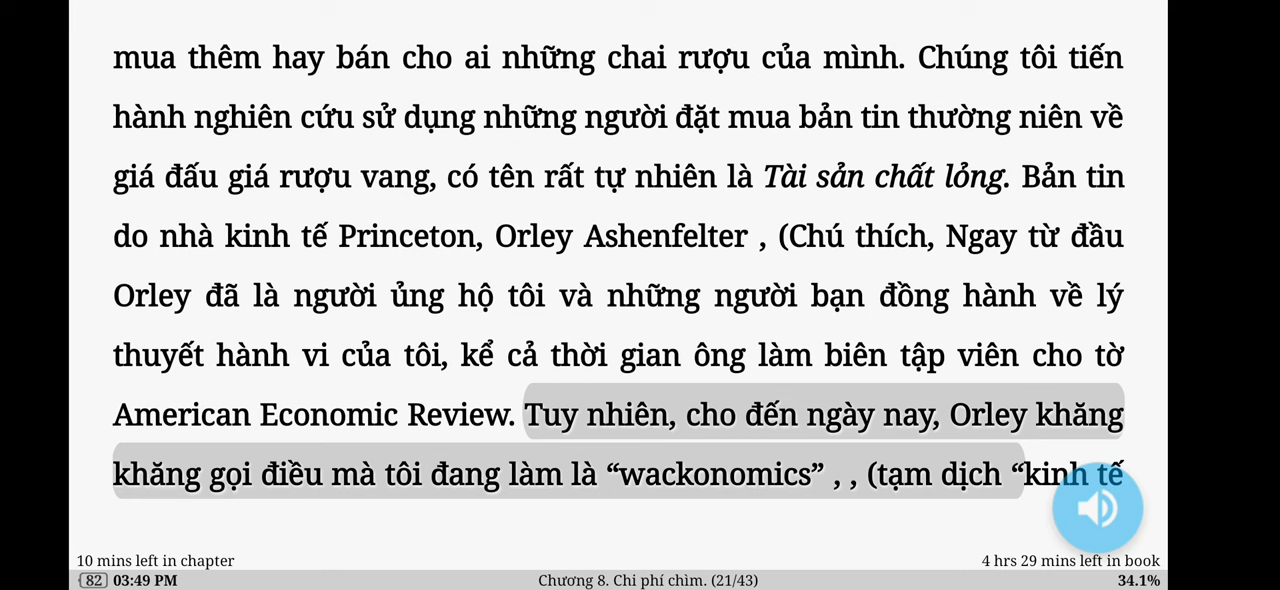 mua thêm hay bán cho ai những chai rượu của mình. Chúng tôi tiến
hành nghiên cứu sử dụng những người đặt mua bản tin thường niên về
giá đấu giá rượu vang, có tên rất tự nhiên là Tài sản chất lỏng. Bản tin
do nhà kinh tế Princeton, Orley Ashenfelter , (Chú thích, Ngay từ đầu
Orley đã là người ủng hộ tôi và những người bạn đồng hành về lý
thuyết hành vi của tôi, kể cả thời gian ông làm biên tập viên cho tờ
American Economic Review. Tuy nhiên, cho đến ngày nay, Orley khăng
khăng gọi điều mà tôi đang làm là “wackonomics” , , (tạm dịch “kinh tế
10 mins left in chapter
4 hrs 29 mins left in book
82 03:49 PM
Chương 8. Chi phí chìm. (21/43)
34.1%